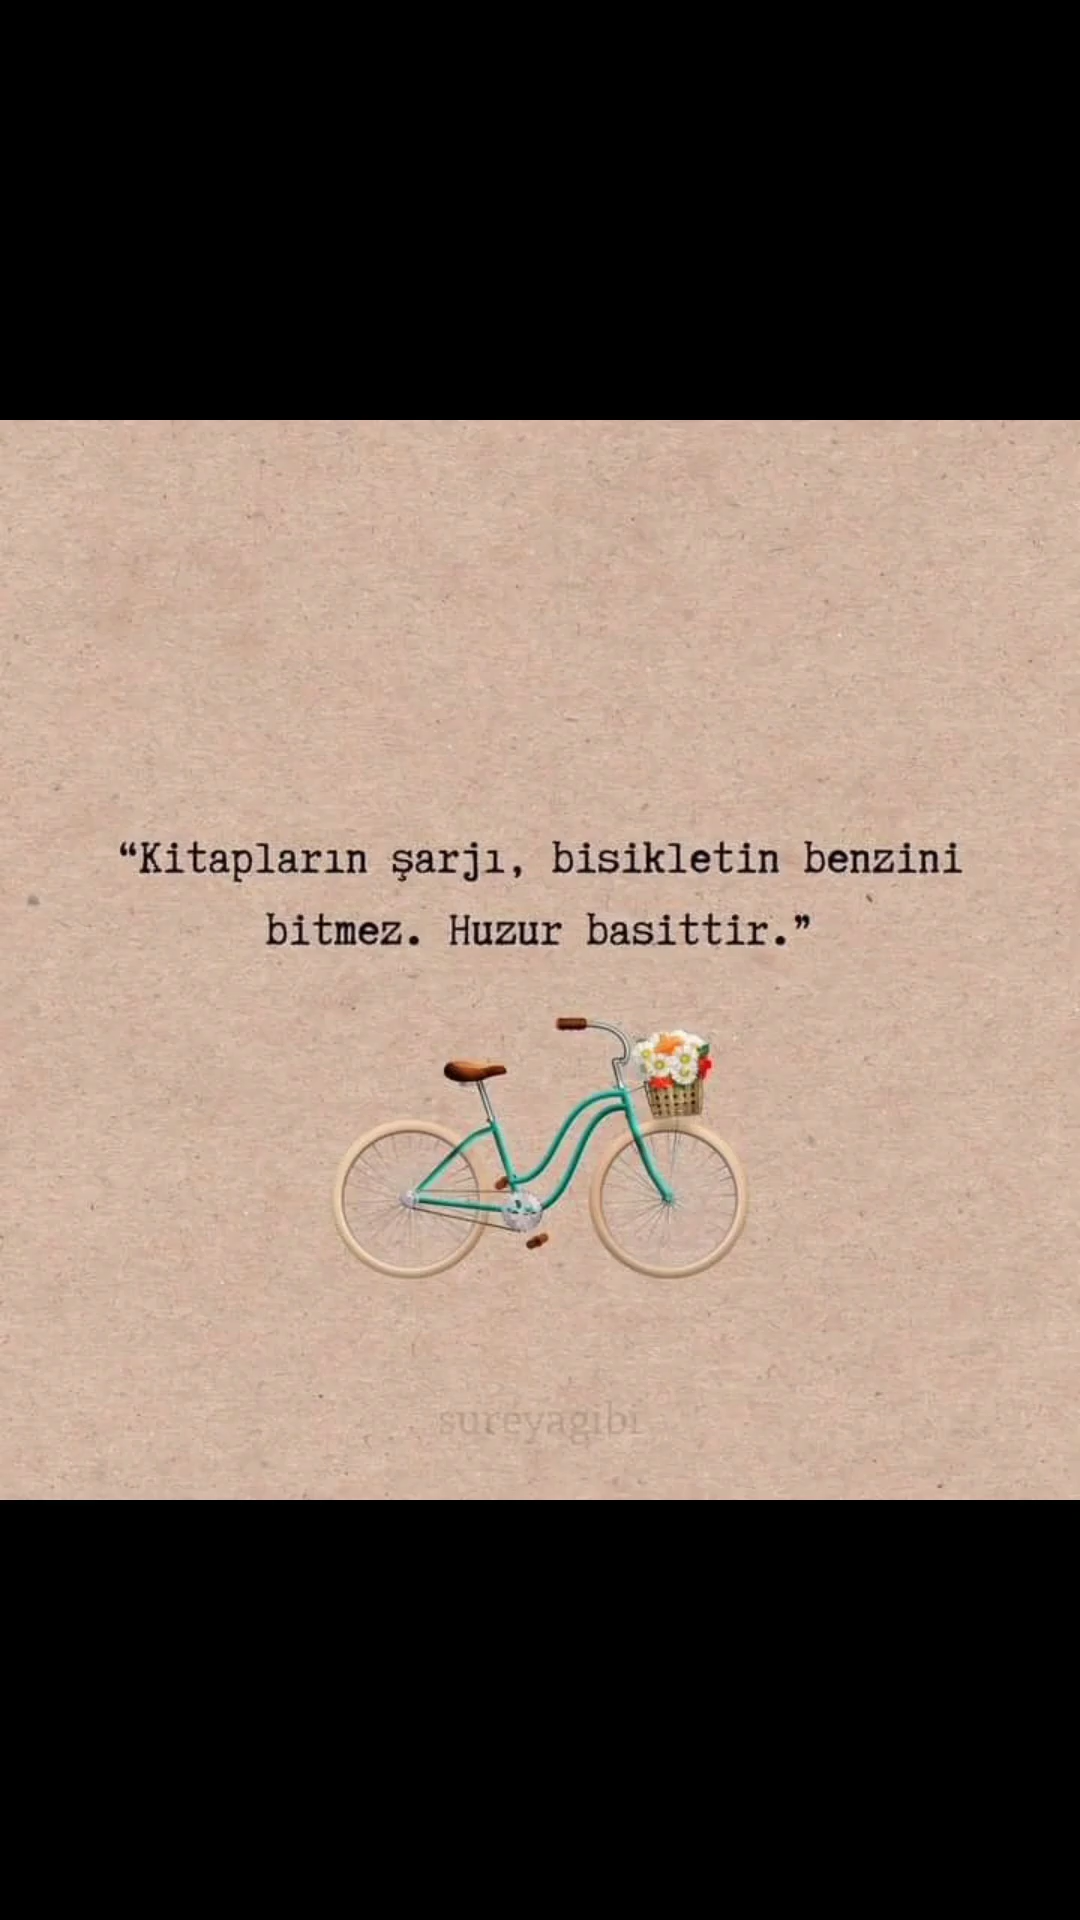 “Kitapların şarjı, bisikletin benzini
bitmez. Huzur basittir.”
sureyagibi